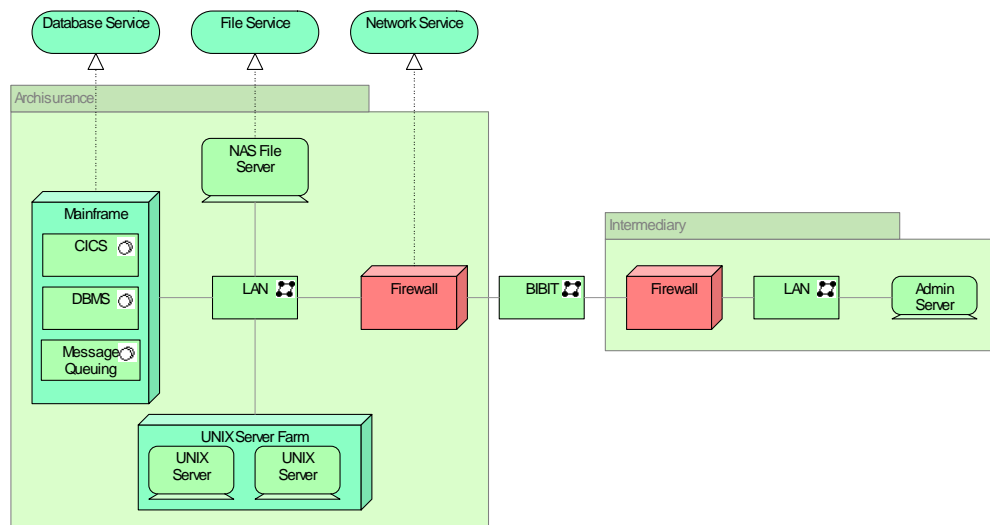 Database Service
File Service
Network Service
Archisurance
NAS File
Server
Mainframe
CICS
DBMS
Message
Queuing
LAN
Firewall
BIBIT
UNIX Server Farm
UNIX
Server
UNIX
Server
Intermediary
Firewall
LAN
Admin
Server